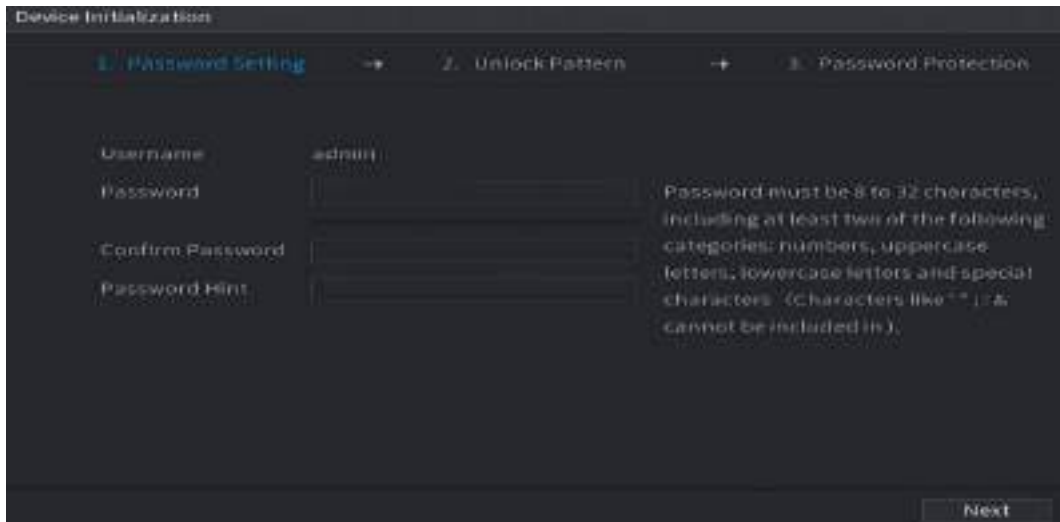 Device Initialization
1. Password Setting → 2. Unlock Pattern → 3. Password Protection
Username admin
Password
Password must be 8 to 32 characters,
including at least two of the following
Confirm Password
categories: numbers, uppercase
letters, lowercase letters and special
Password Hint
characters (Characters like ' " ; : &
cannot be included in ).
Next